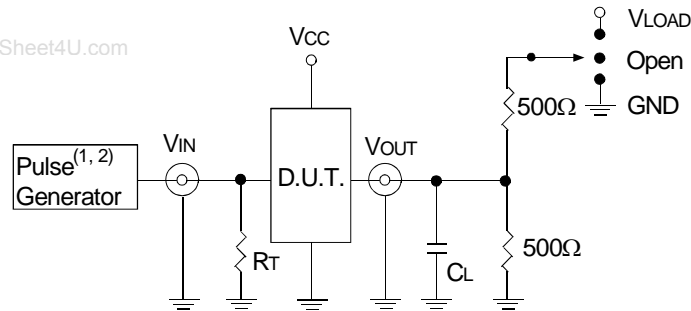 Sheet4U.com
VCC
VLOAD
Open
GND
500Ω
VIN
VOUT
Pulse(1, 2)
Generator
D.U.T.
RT
CL
500Ω